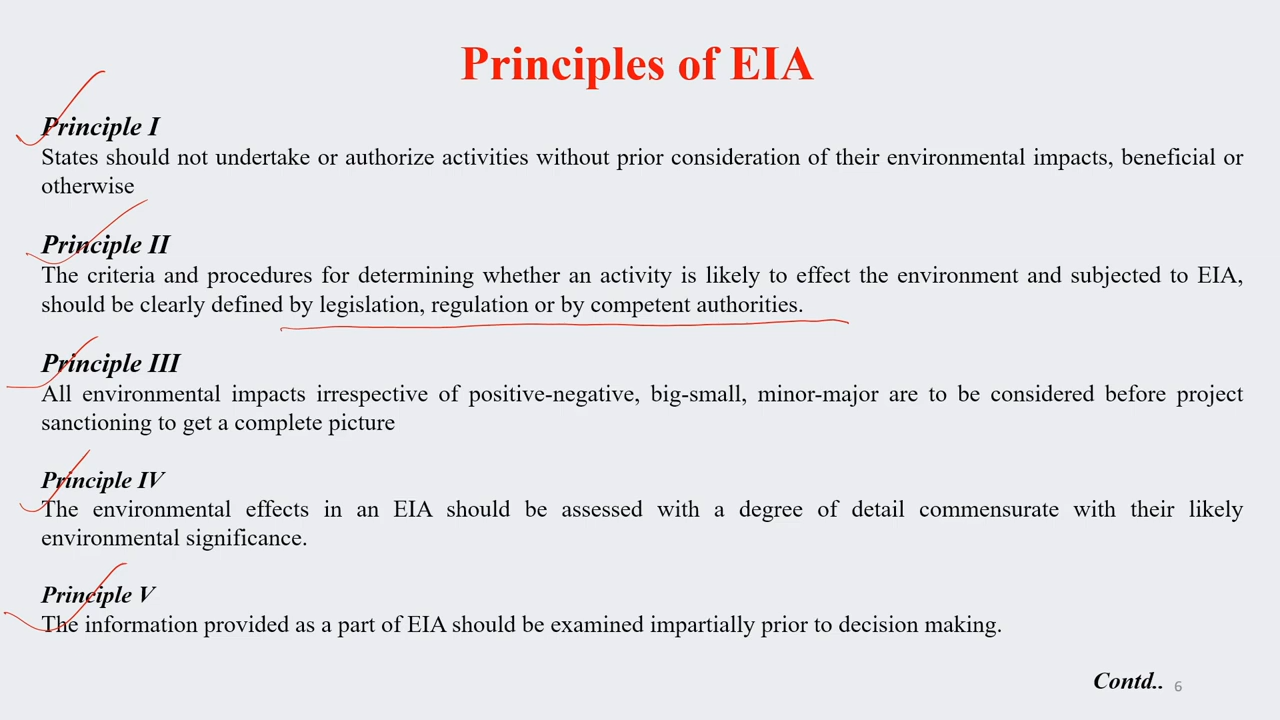 Principles of EIA
Principle I
States should not undertake or authorize activities without prior consideration of their environmental impacts, beneficial or
otherwise
Principle II
The criteria and procedures for determining whether an activity is likely to effect the environment and subjected to EIA,
should be clearly defined by legislation, regulation or by competent authorities.
Principle III
All environmental impacts irrespective of positive-negative, big-small, minor-major are to be considered before project
sanctioning to get a complete picture
Principle IV
The environmental effects in an EIA should be assessed with a degree of detail commensurate with their likely
environmental significance.
Principle V
The information provided as a part of EIA should be examined impartially prior to decision making.
Contd.. 6